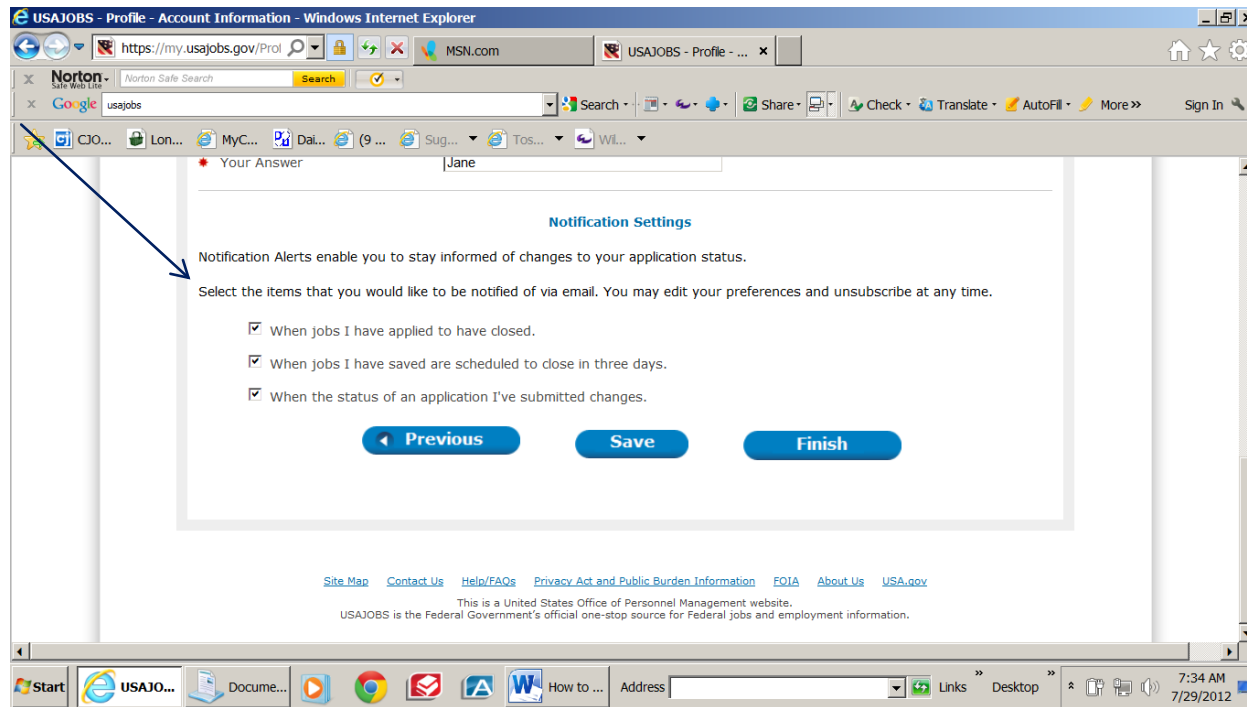 USAJOBS - Profile - Account Information - Windows Internet Explorer
https://my.usajobs.gov/Prof
MSN.com
USAJOBS - Profile - ...
Norton
Safe Web Lite
Norton Safe Search
Search
Google
usajobs
Search
Share
Check
Translate
AutoFill
More »
Sign In
CJO...
Lon...
MyC...
Dai...
(9 ...
Sug...
Tos...
Wil...
* Your Answer
Jane
Notification Settings
Notification Alerts enable you to stay informed of changes to your application status.
Select the items that you would like to be notified of via email. You may edit your preferences and unsubscribe at any time.
When jobs I have applied to have closed.
When jobs I have saved are scheduled to close in three days.
When the status of an application I've submitted changes.
Previous Save Finish
Site Map Contact Us Help/FAQs Privacy Act and Public Burden Information FOIA About Us USA.gov
This is a United States Office of Personnel Management website.
USAJOBS is the Federal Government's official one-stop source for Federal jobs and employment information.
Start
USAJO...
Docume...
How to ...
Address
Links »
Desktop »
7:34 AM
7/29/2012